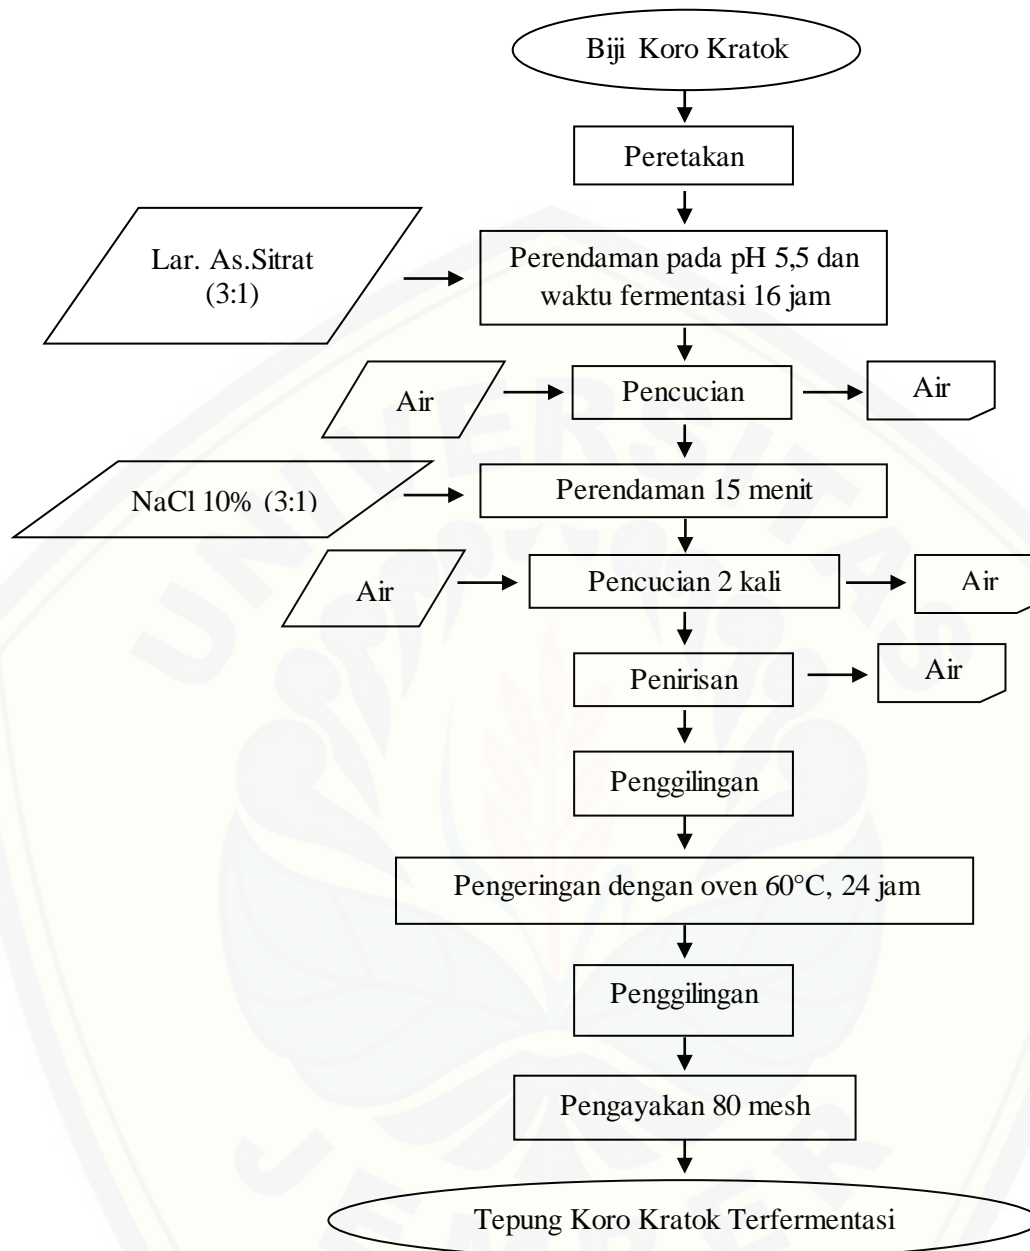 Biji Koro Kratok
Peretakan
Lar. As.Sitrat
(3:1)
Perendaman pada pH 5,5 dan
waktu fermentasi 16 jam
Air
Pencucian
Air
NaCl 10% (3:1)
Perendaman 15 menit
Air
Pencucian 2 kali
Air
Penirisan
Air
Penggilingan
Pengeringan dengan oven 60°C, 24 jam
Penggilingan
Pengayakan 80 mesh
Tepung Koro Kratok Terfermentasi
UNIVERSITAS
JEMBER